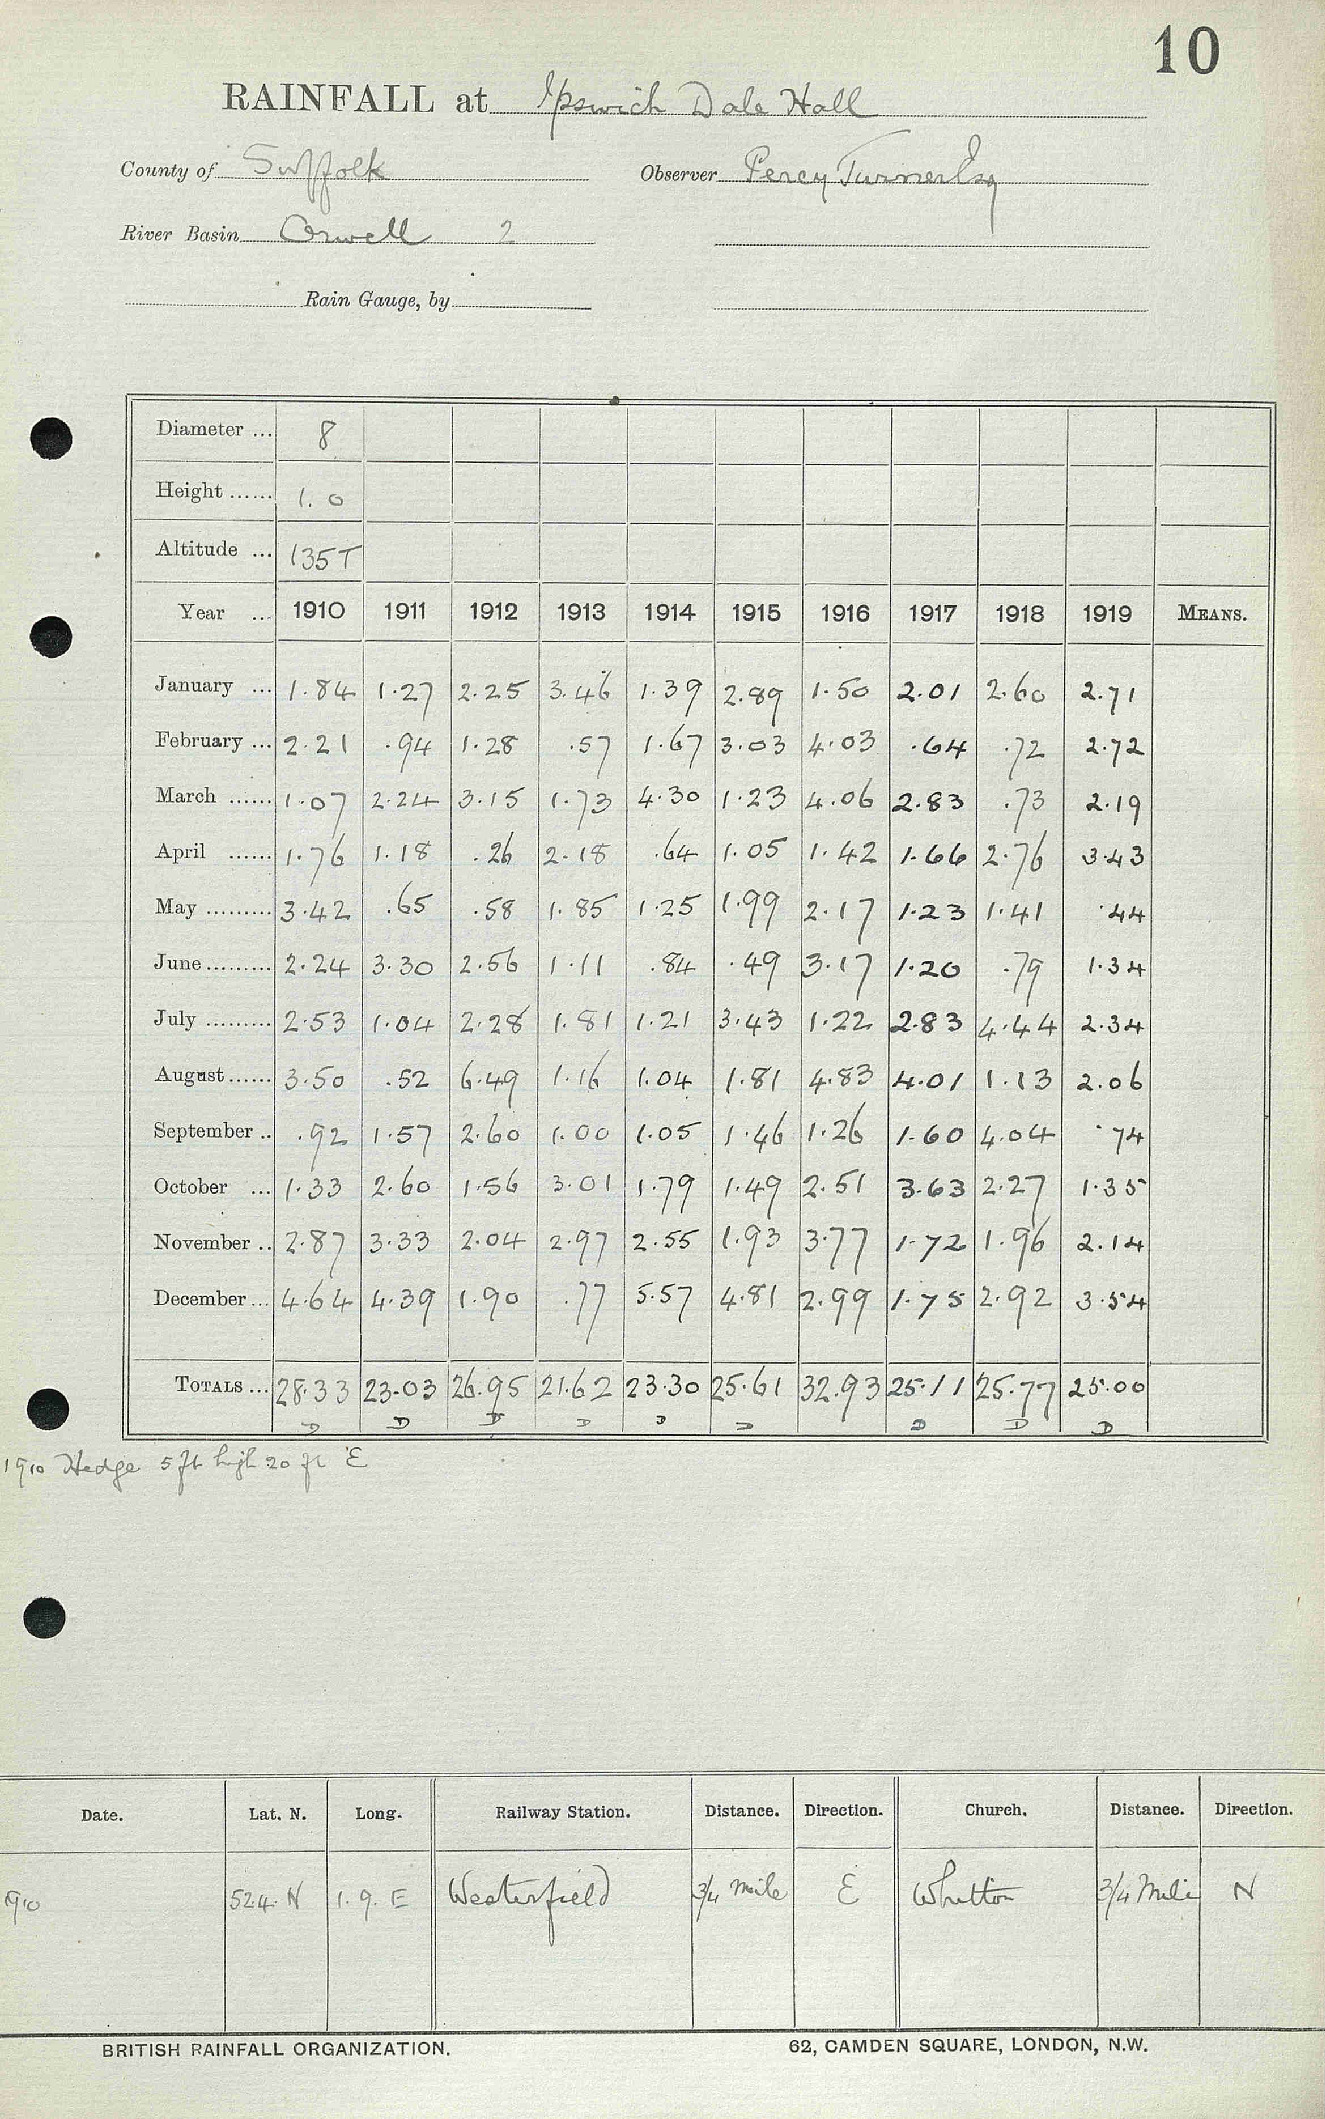 10
RAINFALL at Ipswich Dale Hall
County of Suffolk Observer Percy Turner Esq
River Basin Orwell 2
Rain Gauge, by
Diameter ... 8
Height ...... 1.0
Altitude ... 135T
Year ... 1910 1911 1912 1913 1914 1915 1916 1917 1918 1919 MEANS.
January ... 1.84 1.27 2.25 3.46 1.39 2.89 1.50 2.01 2.60 2.71
February ... 2.21 .94 1.28 .57 1.67 3.03 4.03 .64 .72 2.72
March ...... 1.07 2.24 3.15 1.73 4.30 1.23 4.06 2.83 .73 2.19
April ...... 1.76 1.18 .26 2.18 .64 1.05 1.42 1.66 2.76 3.43
May ......... 3.42 .65 .58 1.85 1.25 1.99 2.17 1.23 1.41 .44
June ......... 2.24 3.30 2.56 1.11 .84 .49 3.17 1.20 .79 1.34
July ......... 2.53 1.04 2.28 1.81 1.21 3.43 1.22 2.83 4.44 2.34
August ...... 3.50 .52 6.49 1.16 1.04 1.81 4.83 4.01 1.13 2.06
September .. .92 1.57 2.60 1.00 1.05 1.46 1.26 1.60 4.04 .74
October ... 1.33 2.60 1.56 3.01 1.79 1.49 2.51 3.63 2.27 1.35
November .. 2.87 3.33 2.04 2.97 2.55 1.93 3.77 1.72 1.96 2.14
December ... 4.64 4.39 1.90 .77 5.57 4.81 2.99 1.75 2.92 3.54
TOTALS ... 28.33 23.03 26.95 21.62 23.30 25.61 32.93 25.11 25.77 25.00
D D D D D D D D D
1910 Hedge 5 ft high 20 ft E
Date. Lat. N. Long. Railway Station. Distance. Direction. Church. Distance. Direction.
1910 52.4. N 1. 9. E Westerfield 3/4 mile E Whitton 3/4 Mile N
BRITISH RAINFALL ORGANIZATION. 62, CAMDEN SQUARE, LONDON, N.W.